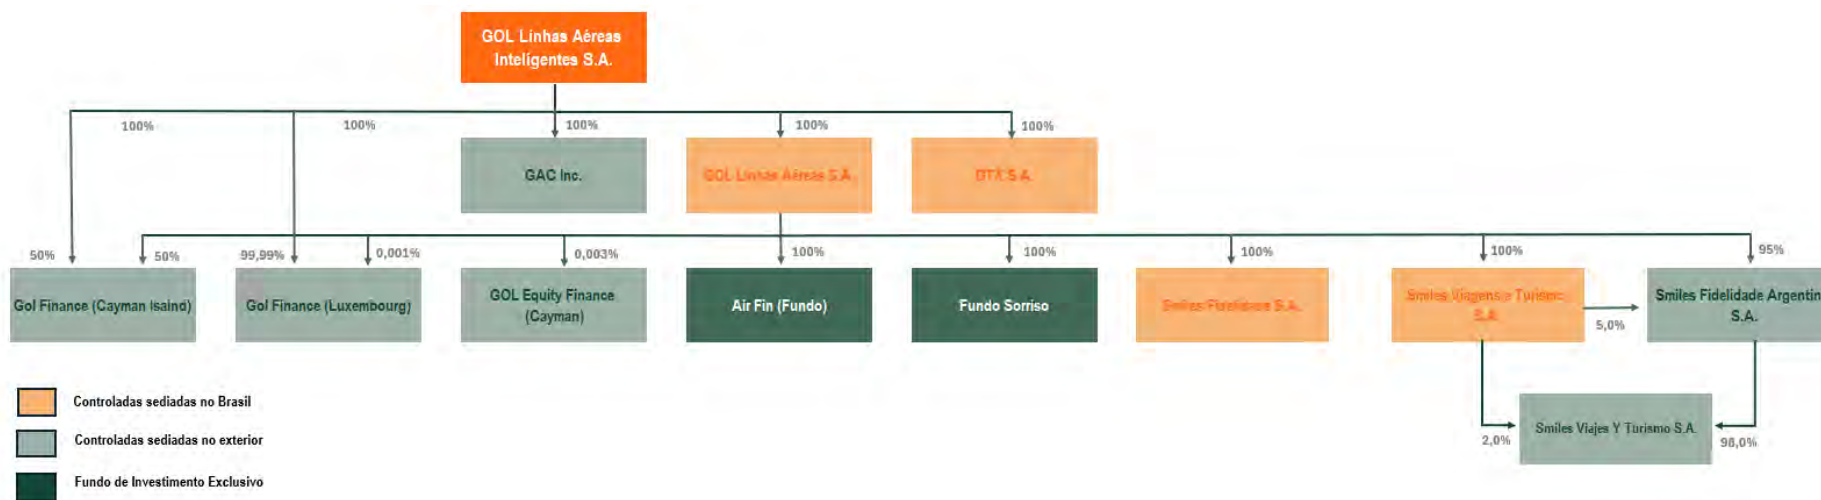 GOL Linhas Aéreas
Inteligentes S.A.
100%
100%
100%
100%
100%
GAC Inc.
GOL Linhas Aéreas S.A.
GTX S.A.
50%
50%
99,99%
0,001%
0,003%
100%
100%
100%
100%
95%
Gol Finance (Cayman Isaind)
Gol Finance (Luxembourg)
GOL Equity Finance
(Cayman)
Air Fin (Fundo)
Fundo Sorriso
Smiles Fidelidade S.A.
Smiles Viagens e Turismo
S.A.
5,0%
Smiles Fidelidade Argentin
S.A.
Controladas sediadas no Brasil
Controladas sediadas no exterior
Fundo de Investimento Exclusivo
2,0%
Smiles Viajes Y Turismo S.A.
98,0%